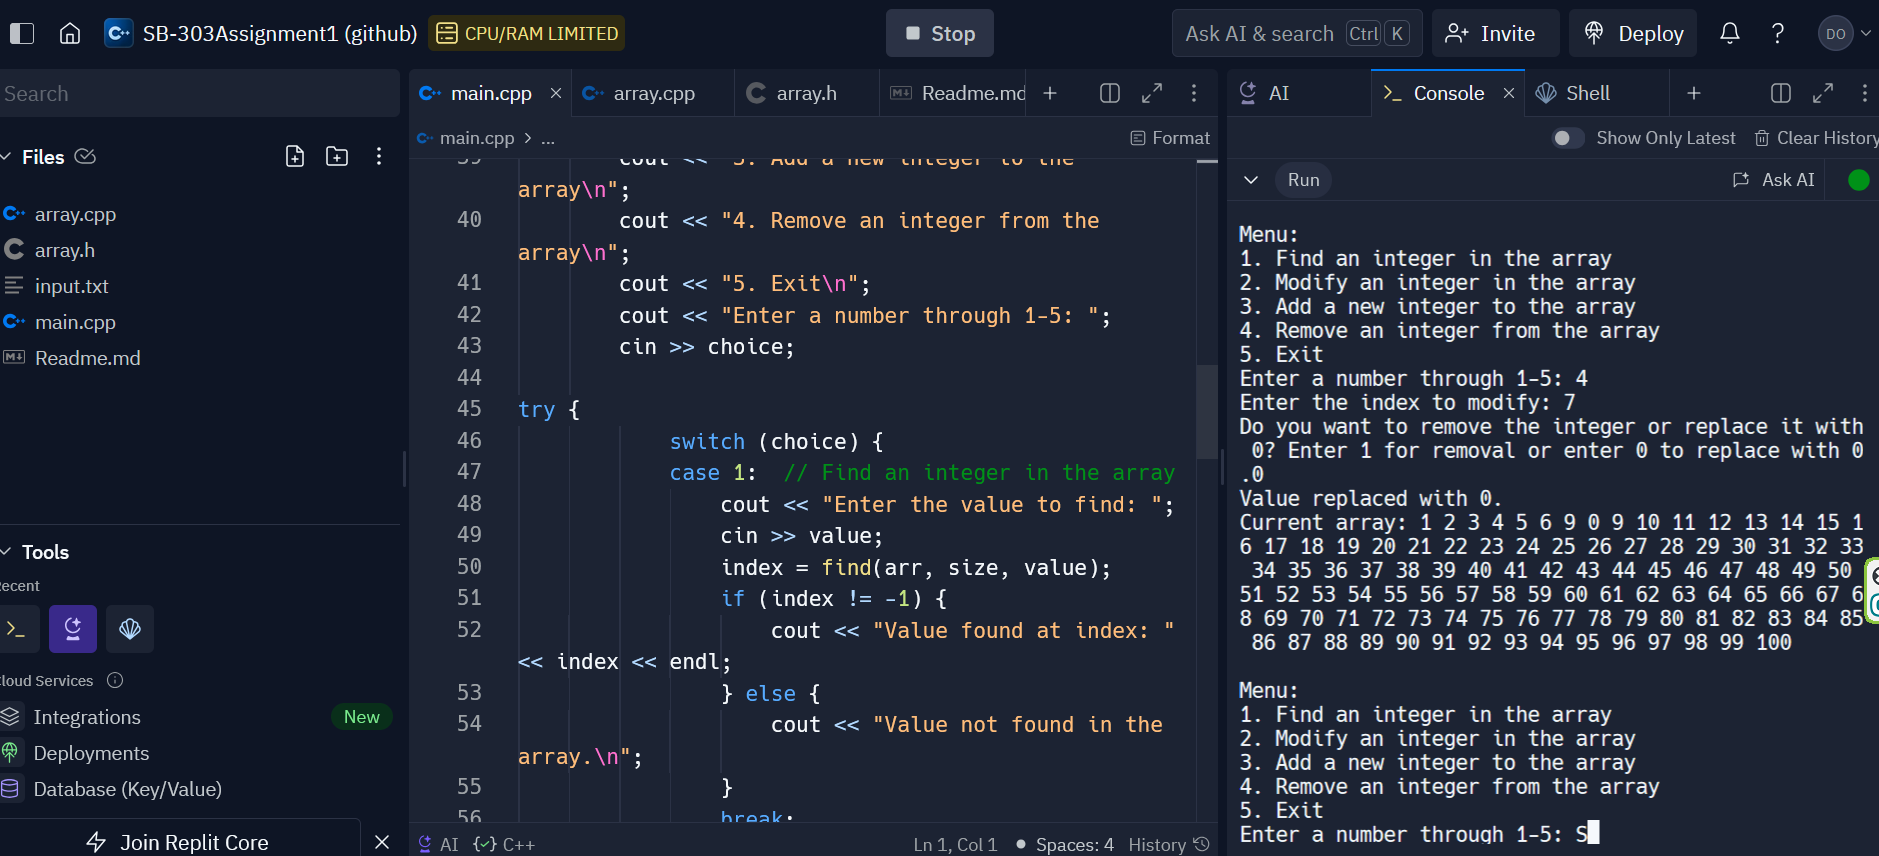 SB-303Assignment1 (github)
CPU/RAM LIMITED
Stop
Ask AI & search Ctrl K
Invite
Deploy
DO
Search
Files
array.cpp
array.h
input.txt
main.cpp
Readme.md
Tools
Recent
Cloud Services
Integrations
New
Deployments
Database (Key/Value)
Join Replit Core
main.cpp
array.cpp
array.h
Readme.md
main.cpp > ...
Format
39 cout << "3. Add a new integer to the
array\n";
40 cout << "4. Remove an integer from the
array\n";
41 cout << "5. Exit\n";
42 cout << "Enter a number through 1-5: ";
43 cin >> choice;
44
45 try {
46 switch (choice) {
47 case 1: // Find an integer in the array
48 cout << "Enter the value to find: ";
49 cin >> value;
50 index = find(arr, size, value);
51 if (index != -1) {
52 cout << "Value found at index: "
<< index << endl;
53 } else {
54 cout << "Value not found in the
array.\n";
55 }
56 break;
AI
C++
Ln 1, Col 1
Spaces: 4
History
AI
Console
Shell
Show Only Latest
Clear History
Run
Ask AI
Menu:
1. Find an integer in the array
2. Modify an integer in the array
3. Add a new integer to the array
4. Remove an integer from the array
5. Exit
Enter a number through 1-5: 4
Enter the index to modify: 7
Do you want to remove the integer or replace it with
0? Enter 1 for removal or enter 0 to replace with 0
.0
Value replaced with 0.
Current array: 1 2 3 4 5 6 9 0 9 10 11 12 13 14 15 1
6 17 18 19 20 21 22 23 24 25 26 27 28 29 30 31 32 33
34 35 36 37 38 39 40 41 42 43 44 45 46 47 48 49 50
51 52 53 54 55 56 57 58 59 60 61 62 63 64 65 66 67 6
8 69 70 71 72 73 74 75 76 77 78 79 80 81 82 83 84 85
86 87 88 89 90 91 92 93 94 95 96 97 98 99 100
Menu:
1. Find an integer in the array
2. Modify an integer in the array
3. Add a new integer to the array
4. Remove an integer from the array
5. Exit
Enter a number through 1-5: S